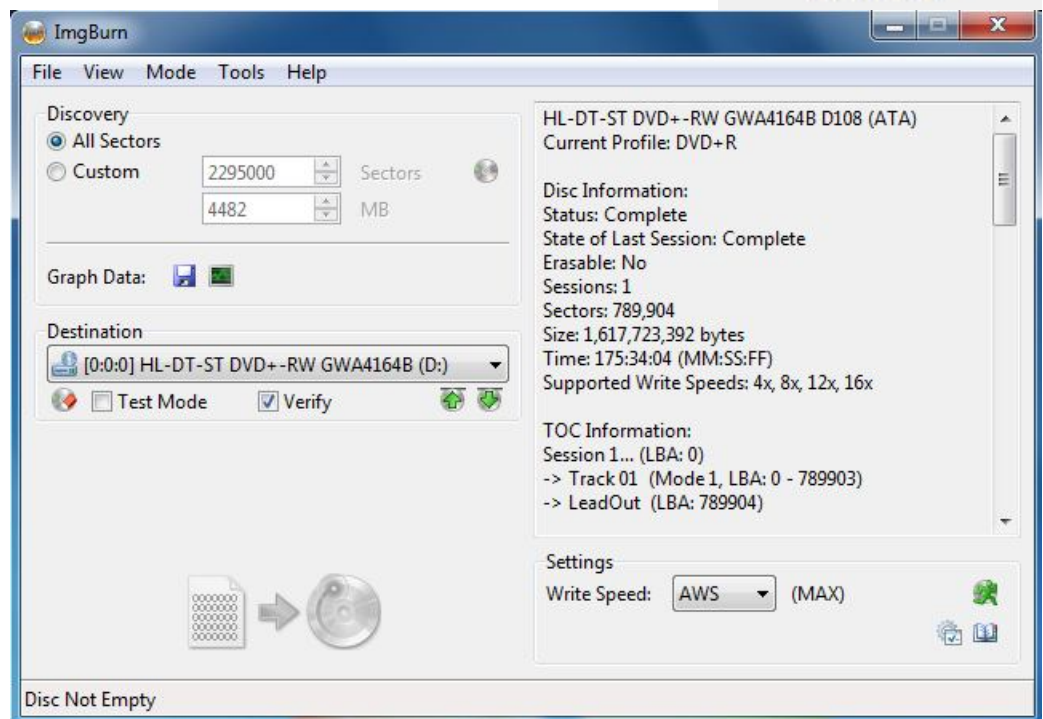 ImgBurn
File View Mode Tools Help
Discovery
All Sectors
Custom 2295000 Sectors
4482 MB
Graph Data:
Destination
[0:0:0] HL-DT-ST DVD+-RW GWA4164B (D:)
Test Mode Verify
HL-DT-ST DVD+-RW GWA4164B D108 (ATA)
Current Profile: DVD+R
Disc Information:
Status: Complete
State of Last Session: Complete
Erasable: No
Sessions: 1
Sectors: 789,904
Size: 1,617,723,392 bytes
Time: 175:34:04 (MM:SS:FF)
Supported Write Speeds: 4x, 8x, 12x, 16x
TOC Information:
Session 1... (LBA: 0)
-> Track 01 (Mode 1, LBA: 0 - 789903)
-> LeadOut (LBA: 789904)
Settings
Write Speed: AWS (MAX)
Disc Not Empty